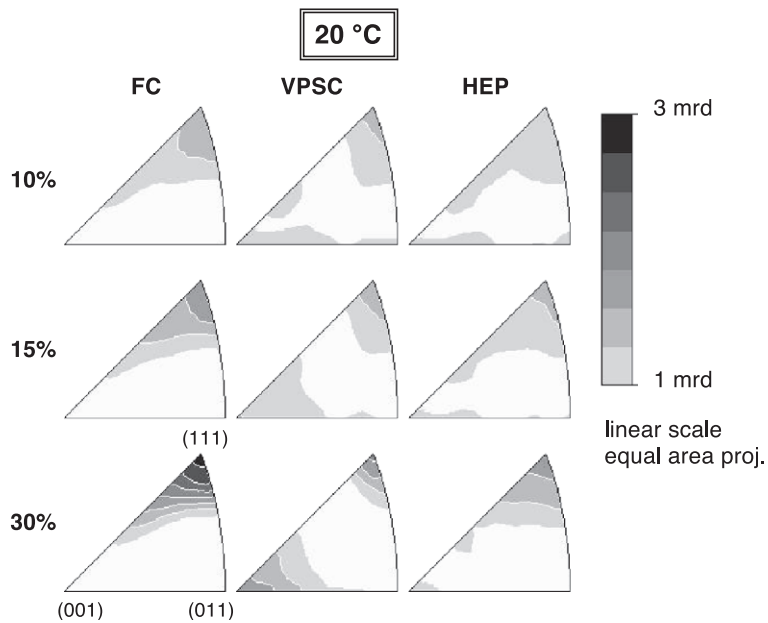 20 °C
FC VPSC HEP
3 mrd
10%
15%
1 mrd
linear scale
equal area proj.
(111)
30%
(001) (011)